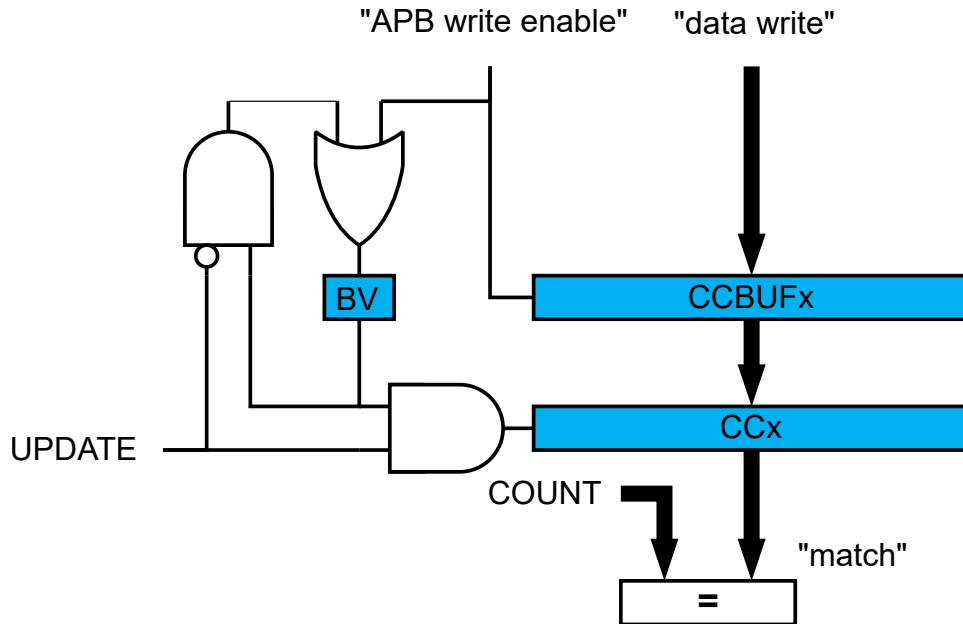 "APB write enable"
"data write"
BV
CCBUFx
CCx
UPDATE
COUNT
"match"
=